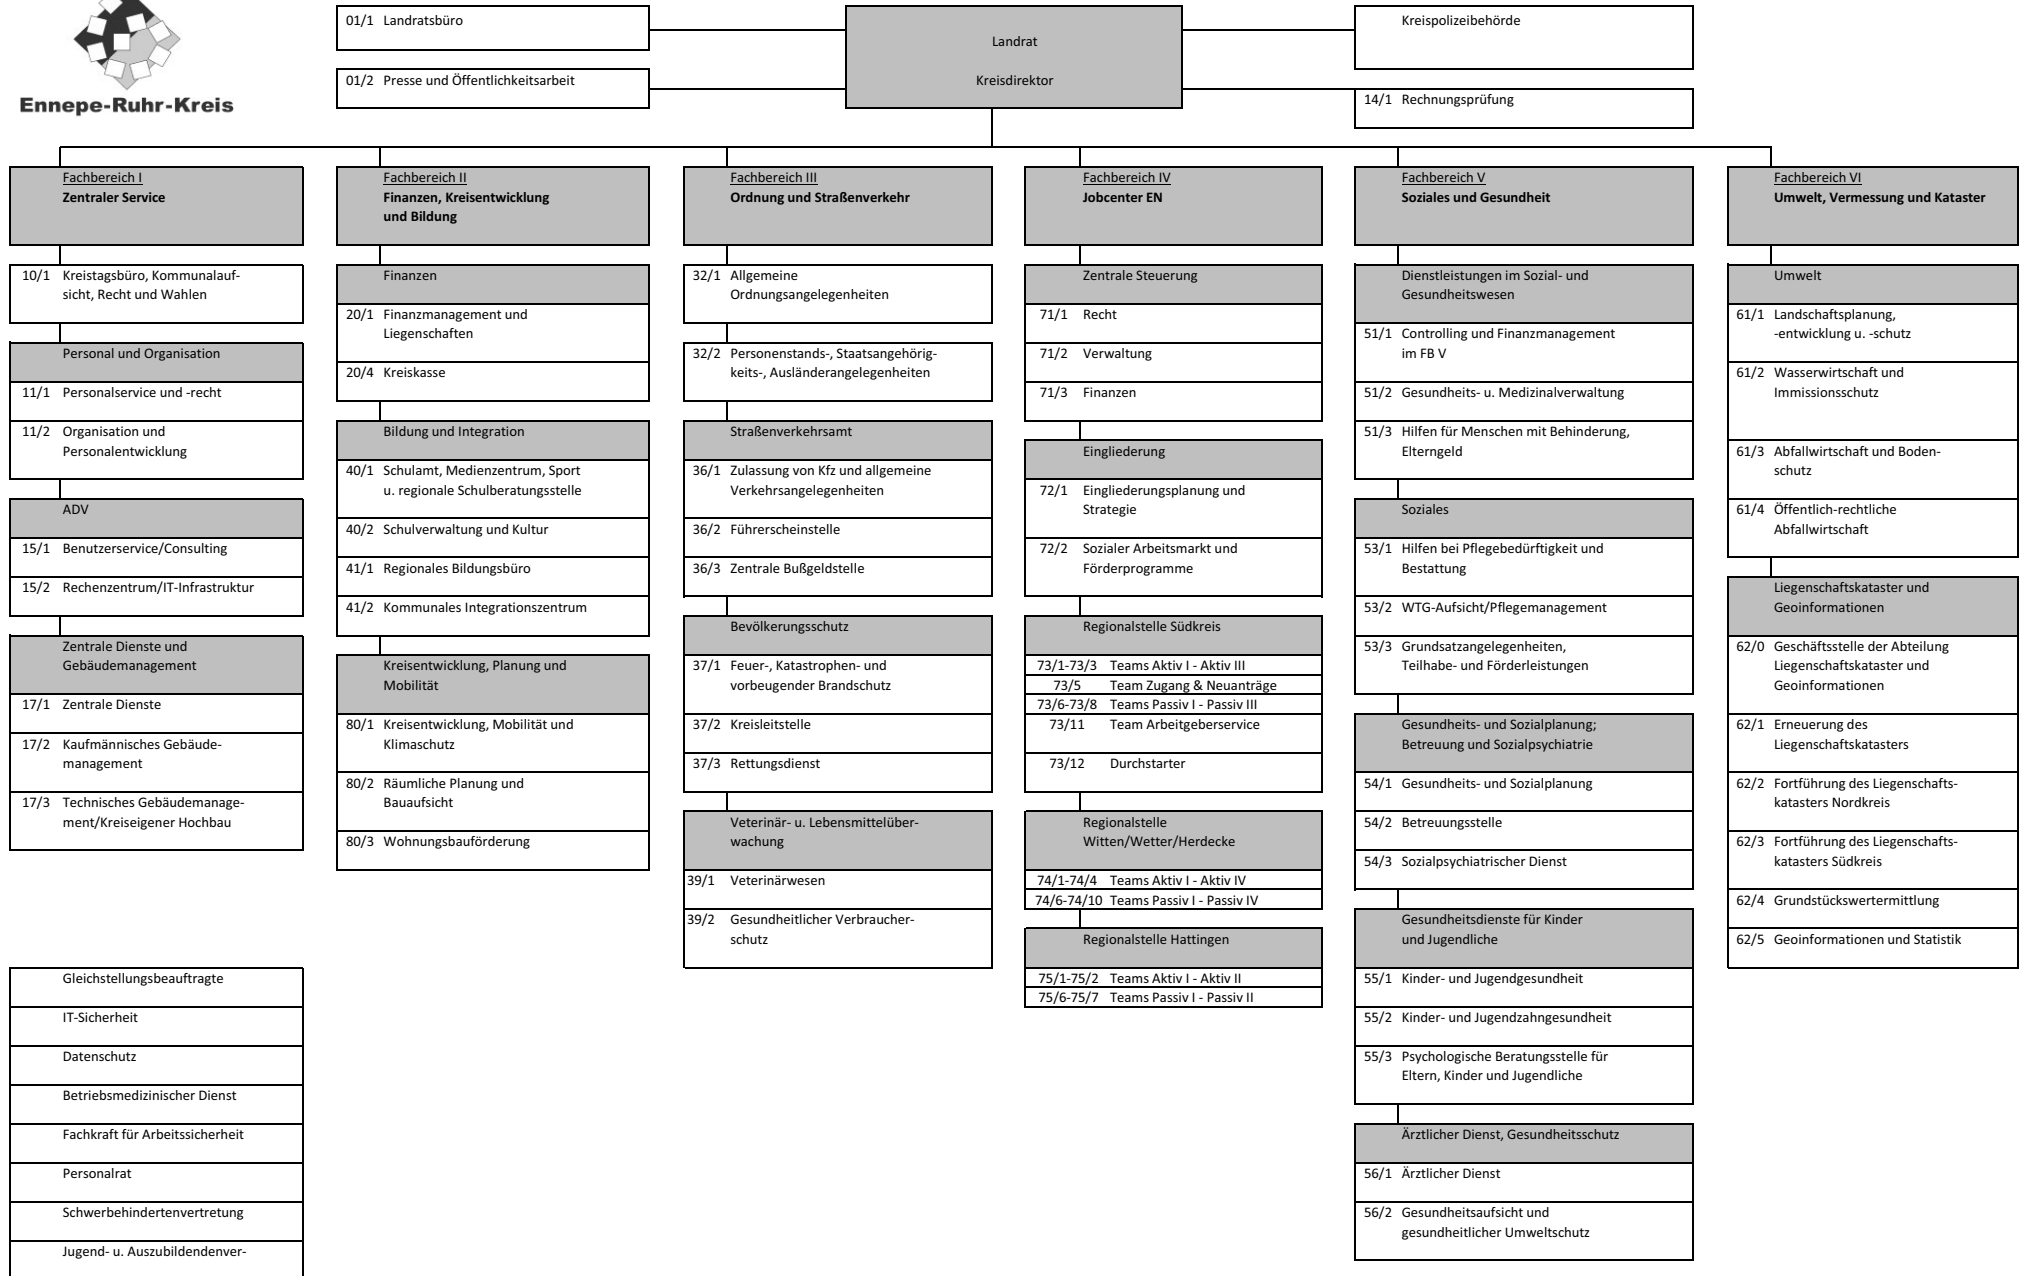 Ennepe-Ruhr-Kreis
01/1 Landratsbüro
01/2 Presse und Öffentlichkeitsarbeit
Landrat
Kreisdirektor
Kreispolizeibehörde
14/1 Rechnungsprüfung
Fachbereich I
Zentraler Service
10/1 Kreistagsbüro, Kommunalauf-
sicht, Recht und Wahlen
Personal und Organisation
11/1 Personalservice und -recht
11/2 Organisation und
Personalentwicklung
ADV
15/1 Benutzerservice/Consulting
15/2 Rechenzentrum/IT-Infrastruktur
Zentrale Dienste und
Gebäudemanagement
17/1 Zentrale Dienste
17/2 Kaufmännisches Gebäude-
management
17/3 Technisches Gebäudemanage-
ment/Kreiseigener Hochbau
Gleichstellungsbeauftragte
IT-Sicherheit
Datenschutz
Betriebsmedizinischer Dienst
Fachkraft für Arbeitssicherheit
Personalrat
Schwerbehindertenvertretung
Jugend- u. Auszubildendenver-
Fachbereich II
Finanzen, Kreisentwicklung
und Bildung
Finanzen
20/1 Finanzmanagement und
Liegenschaften
20/4 Kreiskasse
Bildung und Integration
40/1 Schulamt, Medienzentrum, Sport
u. regionale Schulberatungsstelle
40/2 Schulverwaltung und Kultur
41/1 Regionales Bildungsbüro
41/2 Kommunales Integrationszentrum
Kreisentwicklung, Planung und
Mobilität
80/1 Kreisentwicklung, Mobilität und
Klimaschutz
80/2 Räumliche Planung und
Bauaufsicht
80/3 Wohnungsbauförderung
Fachbereich III
Ordnung und Straßenverkehr
32/1 Allgemeine
Ordnungsangelegenheiten
32/2 Personenstands-, Staatsangehörig-
keits-, Ausländerangelegenheiten
Straßenverkehrsamt
36/1 Zulassung von Kfz und allgemeine
Verkehrsangelegenheiten
36/2 Führerscheinstelle
36/3 Zentrale Bußgeldstelle
Bevölkerungsschutz
37/1 Feuer-, Katastrophen- und
vorbeugender Brandschutz
37/2 Kreisleitstelle
37/3 Rettungsdienst
Veterinär- u. Lebensmittelüber-
wachung
39/1 Veterinärwesen
39/2 Gesundheitlicher Verbraucher-
schutz
Fachbereich IV
Jobcenter EN
Zentrale Steuerung
71/1 Recht
71/2 Verwaltung
71/3 Finanzen
Eingliederung
72/1 Eingliederungsplanung und
Strategie
72/2 Sozialer Arbeitsmarkt und
Förderprogramme
Regionalstelle Südkreis
73/1-73/3 Teams Aktiv I - Aktiv III
73/5 Team Zugang & Neuanträge
73/6-73/8 Teams Passiv I - Passiv III
73/11 Team Arbeitgeberservice
73/12 Durchstarter
Regionalstelle
Witten/Wetter/Herdecke
74/1-74/4 Teams Aktiv I - Aktiv IV
74/6-74/10 Teams Passiv I - Passiv IV
Regionalstelle Hattingen
75/1-75/2 Teams Aktiv I - Aktiv II
75/6-75/7 Teams Passiv I - Passiv II
Fachbereich V
Soziales und Gesundheit
Dienstleistungen im Sozial- und
Gesundheitswesen
51/1 Controlling und Finanzmanagement
im FB V
51/2 Gesundheits- u. Medizinalverwaltung
51/3 Hilfen für Menschen mit Behinderung,
Elterngeld
Soziales
53/1 Hilfen bei Pflegebedürftigkeit und
Bestattung
53/2 WTG-Aufsicht/Pflegemanagement
53/3 Grundsatzangelegenheiten,
Teilhabe- und Förderleistungen
Gesundheits- und Sozialplanung;
Betreuung und Sozialpsychiatrie
54/1 Gesundheits- und Sozialplanung
54/2 Betreuungsstelle
54/3 Sozialpsychiatrischer Dienst
Gesundheitsdienste für Kinder
und Jugendliche
55/1 Kinder- und Jugendgesundheit
55/2 Kinder- und Jugendzahngesundheit
55/3 Psychologische Beratungsstelle für
Eltern, Kinder und Jugendliche
Ärztlicher Dienst, Gesundheitsschutz
56/1 Ärztlicher Dienst
56/2 Gesundheitsaufsicht und
gesundheitlicher Umweltschutz
Fachbereich VI
Umwelt, Vermessung und Kataster
Umwelt
61/1 Landschaftsplanung,
-entwicklung u. -schutz
61/2 Wasserwirtschaft und
Immissionsschutz
61/3 Abfallwirtschaft und Boden-
schutz
61/4 Öffentlich-rechtliche
Abfallwirtschaft
Liegenschaftskataster und
Geoinformationen
62/0 Geschäftsstelle der Abteilung
Liegenschaftskataster und
Geoinformationen
62/1 Erneuerung des
Liegenschaftskatasters
62/2 Fortführung des Liegenschafts-
katasters Nordkreis
62/3 Fortführung des Liegenschafts-
katasters Südkreis
62/4 Grundstückswertermittlung
62/5 Geoinformationen und Statistik